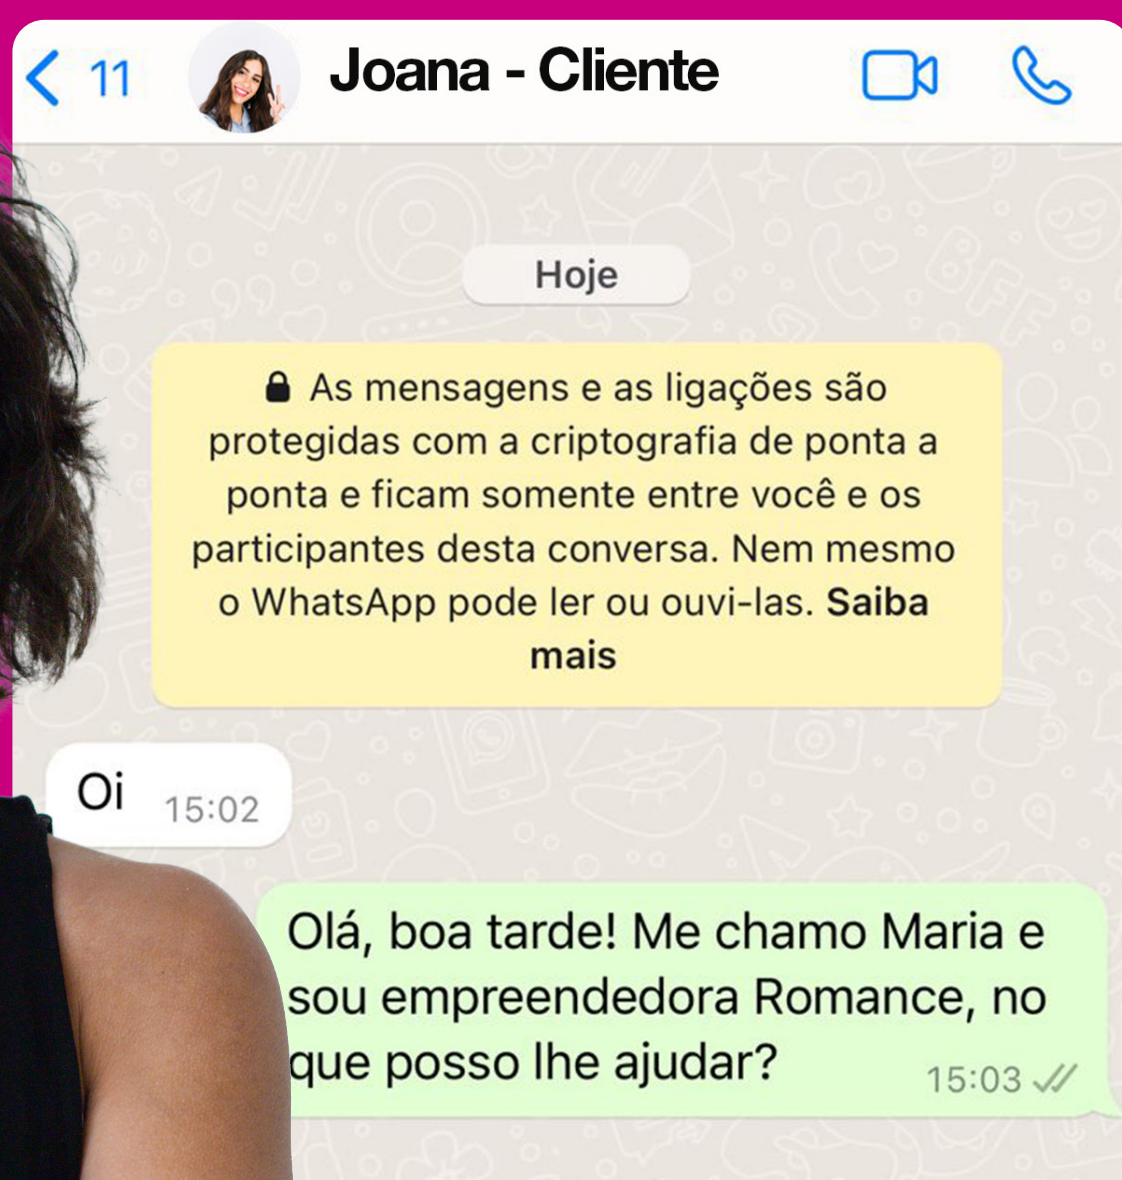 11 Joana - Cliente
Hoje
As mensagens e as ligações são
protegidas com a criptografia de ponta a
ponta e ficam somente entre você e os
participantes desta conversa. Nem mesmo
o WhatsApp pode ler ou ouvi-las. Saiba
mais
Oi 15:02
Olá, boa tarde! Me chamo Maria e
sou empreendedora Romance, no
que posso lhe ajudar? 15:03